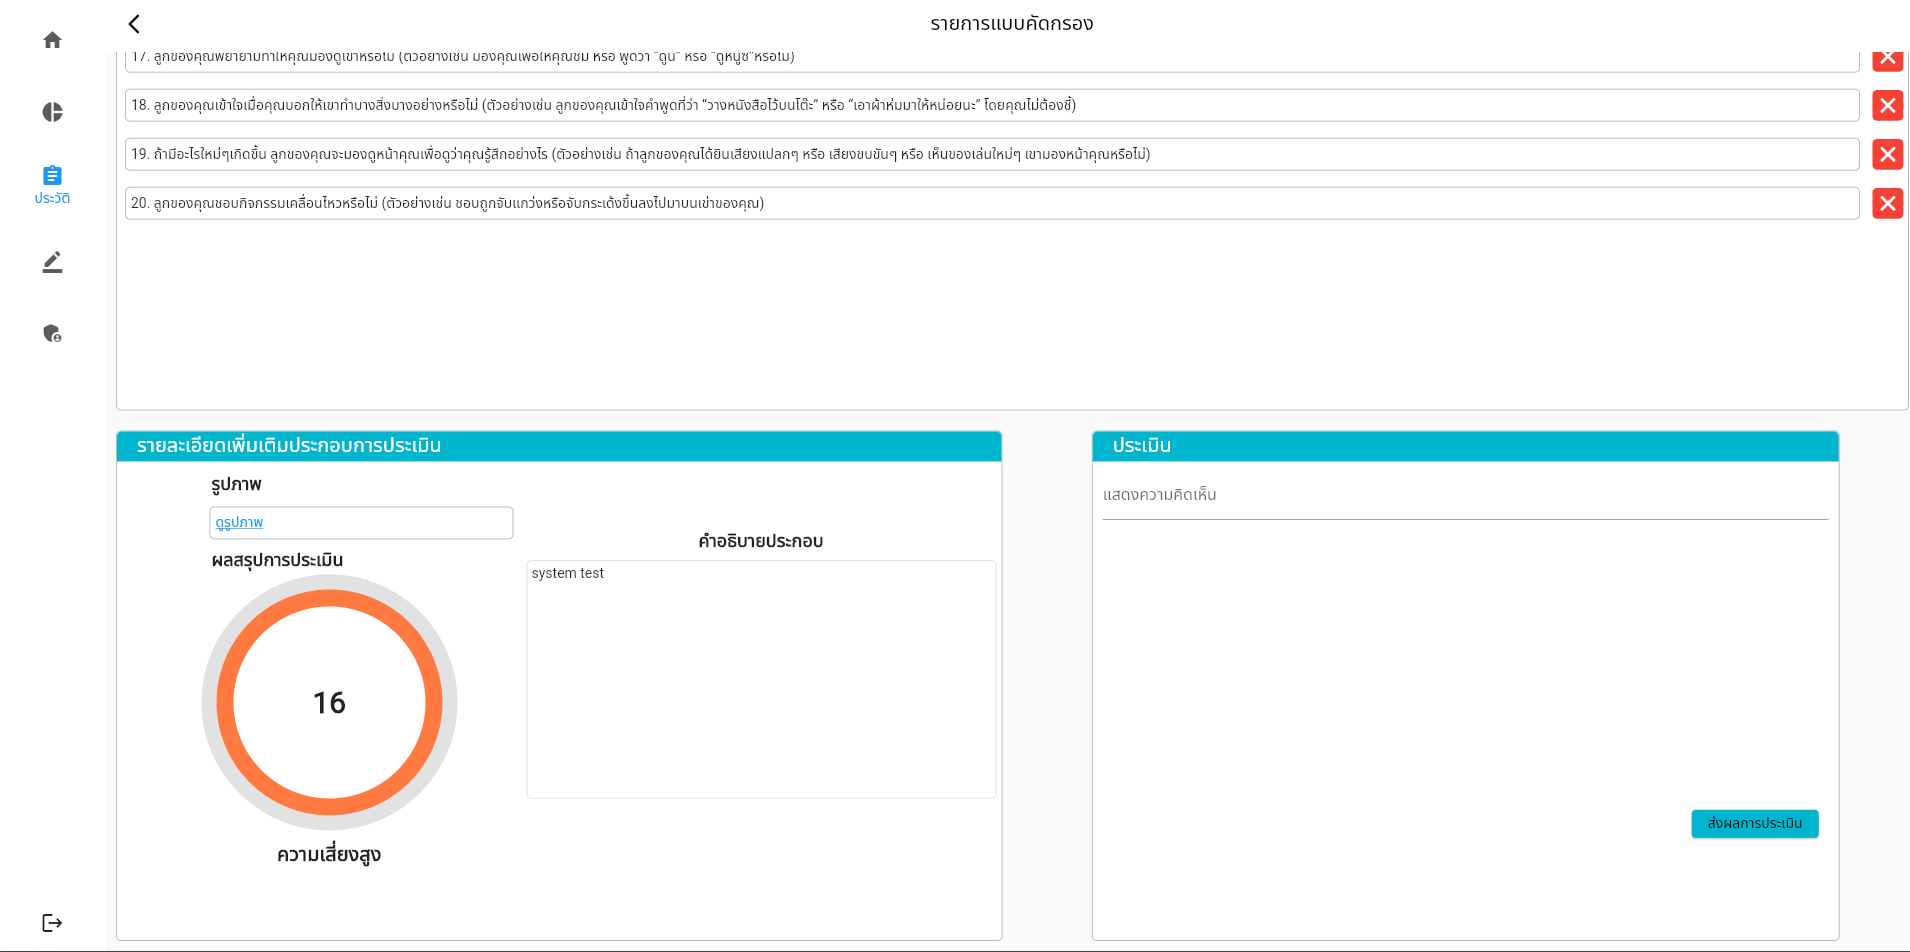 รายการแบบคัดกรอง
17. ลูกของคุณพยายามทำให้คุณมองดูเขาหรือไม่ (ตัวอย่างเช่น มองคุณเพื่อให้คุณชม หรือ พูดว่า “ดูนี่” หรือ “ดูหนูซิ”หรือไม่)
18. ลูกของคุณเข้าใจเมื่อคุณบอกให้เขาทำบางสิ่งบางอย่างหรือไม่ (ตัวอย่างเช่น ลูกของคุณเข้าใจคำพูดที่ว่า “วางหนังสือไว้บนโต๊ะ” หรือ “เอาผ้าห่มมาให้หน่อยนะ” โดยคุณไม่ต้องชี้)
19. ถ้ามีอะไรใหม่ๆเกิดขึ้น ลูกของคุณจะมองดูหน้าคุณเพื่อดูว่าคุณรู้สึกอย่างไร (ตัวอย่างเช่น ถ้าลูกของคุณได้ยินเสียงแปลกๆ หรือ เสียงขบขันๆ หรือ เห็นของเล่นใหม่ๆ เขามองหน้าคุณหรือไม่)
ประวัติ
20. ลูกของคุณชอบกิจกรรมเคลื่อนไหวหรือไม่ (ตัวอย่างเช่น ชอบถูกจับแกว่งหรือจับกระเด้งขึ้นลงไปมาบนเข่าของคุณ)
รายละเอียดเพิ่มเติมประกอบการประเมิน
รูปภาพ
ดูรูปภาพ
ผลสรุปการประเมิน
16
ความเสี่ยงสูง
คำอธิบายประกอบ
system test
ประเมิน
แสดงความคิดเห็น
ส่งผลการประเมิน